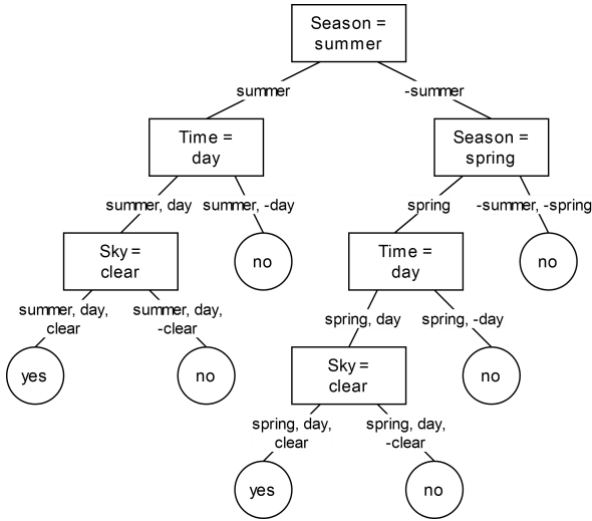 Season =
summer
summer
-summer
Time =
day
Season =
spring
summer, day
summer, -day
spring
-summer, -spring
Sky =
clear
no
Time =
day
no
summer, day,
clear
summer, day,
-clear
spring, day
spring, -day
yes
no
Sky =
clear
no
spring, day,
clear
spring, day,
-clear
yes
no